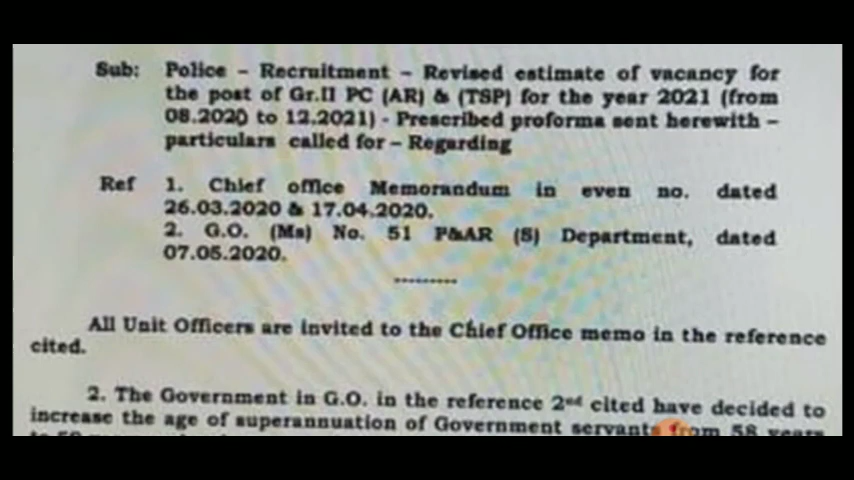 Sub: Police – Recruitment – Revised estimate of vacancy for
the post of Gr.II PC (AR) & (TSP) for the year 2021 (from
08.2020 to 12.2021) - Prescribed proforma sent herewith –
particulars called for – Regarding
Ref 1. Chief office Memorandum in even no. dated
26.03.2020 & 17.04.2020.
2. G.O. (Ms) No. 51 P&AR (S) Department, dated
07.05.2020.
---------
All Unit Officers are invited to the Chief Office memo in the reference
cited.
2. The Government in G.O. in the reference 2nd cited have decided to
increase the age of superannuation of Government servants from 58 years